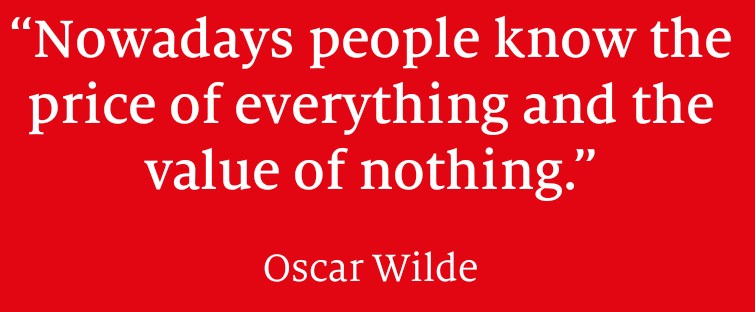 “Nowadays people know the
price of everything and the
value of nothing.”
Oscar Wilde